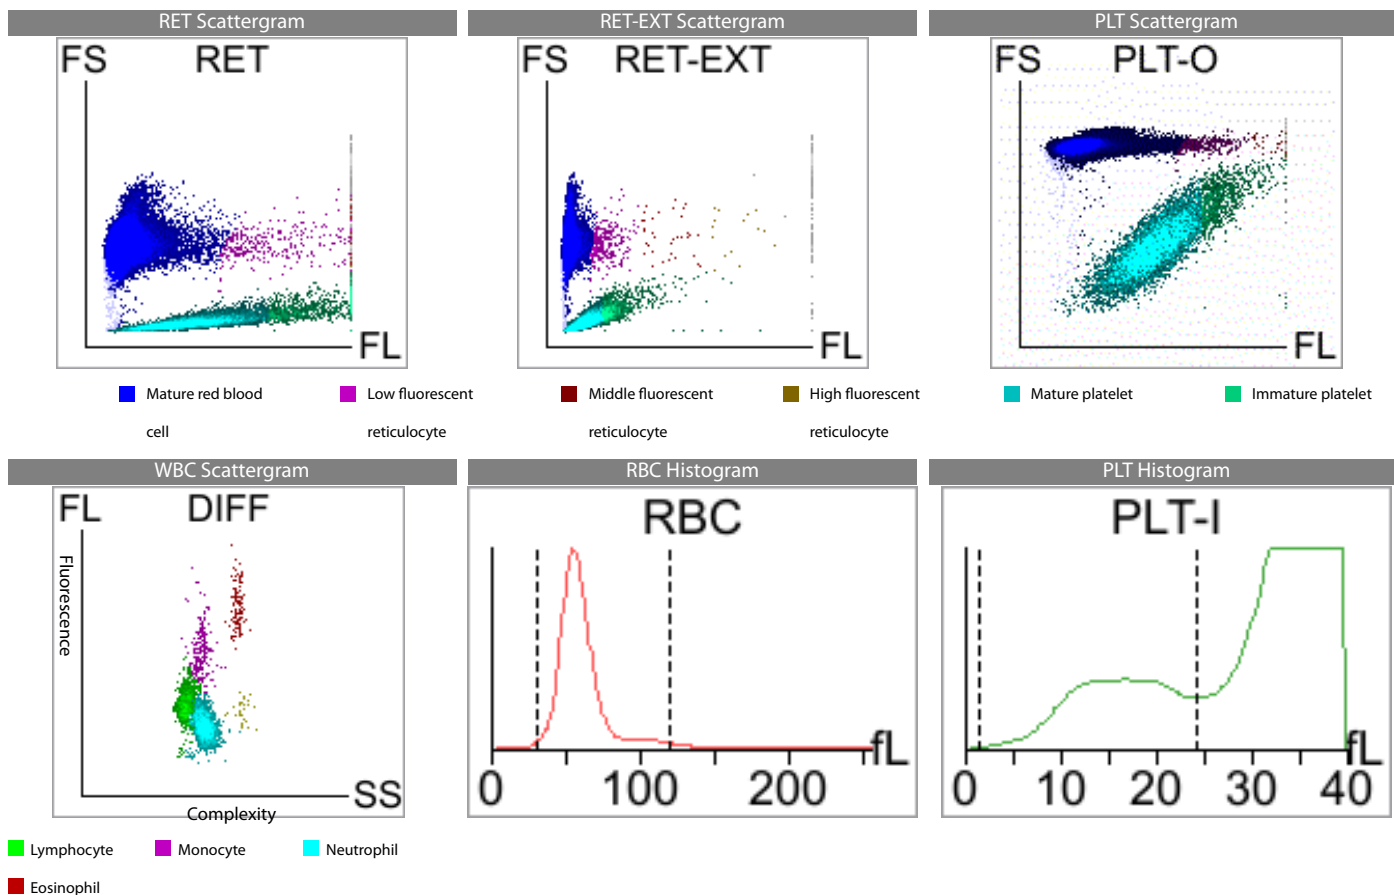 RET Scattergram
RET-EXT Scattergram
PLT Scattergram
FS RET
FL
FS RET-EXT
FL
FS PLT-O
FL
Mature red blood cell
Low fluorescent reticulocyte
Middle fluorescent reticulocyte
High fluorescent reticulocyte
Mature platelet
Immature platelet
WBC Scattergram
RBC Histogram
PLT Histogram
FL DIFF
Fluorescence
SS
Complexity
RBC
fL
0 100 200
PLT-I
fL
0 10 20 30 40
Lymphocyte
Monocyte
Neutrophil
Eosinophil